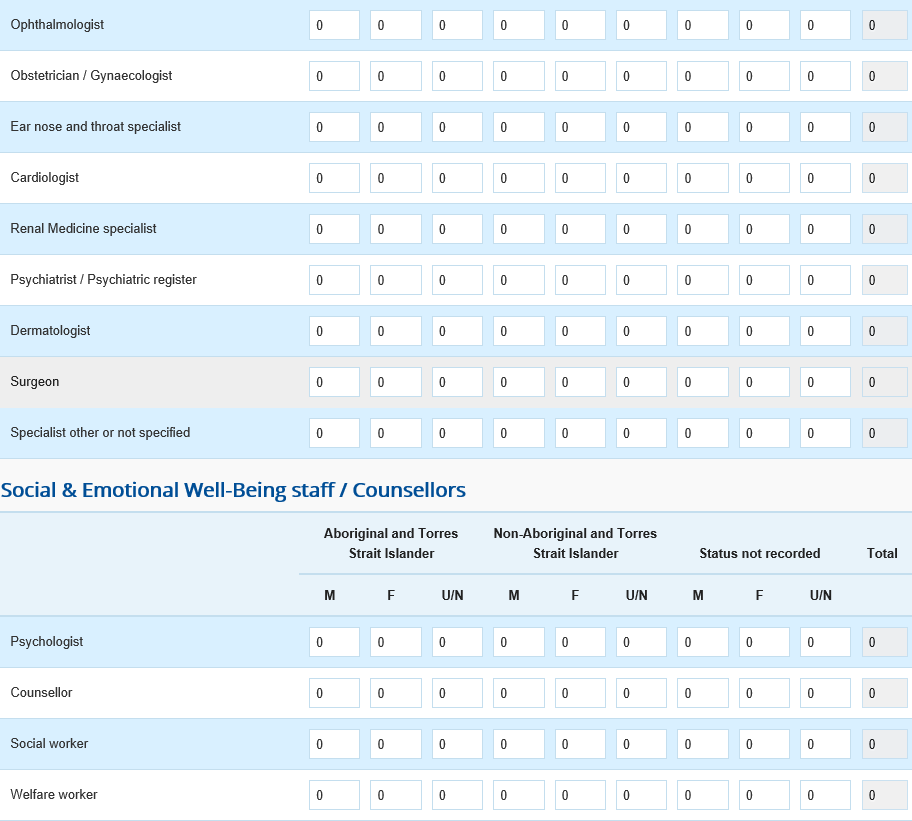 Ophthalmologist 0 0 0 0 0 0 0 0 0 0
Obstetrician / Gynaecologist 0 0 0 0 0 0 0 0 0 0
Ear nose and throat specialist 0 0 0 0 0 0 0 0 0 0
Cardiologist 0 0 0 0 0 0 0 0 0 0
Renal Medicine specialist 0 0 0 0 0 0 0 0 0 0
Psychiatrist / Psychiatric register 0 0 0 0 0 0 0 0 0 0
Dermatologist 0 0 0 0 0 0 0 0 0 0
Surgeon 0 0 0 0 0 0 0 0 0 0
Specialist other or not specified 0 0 0 0 0 0 0 0 0 0
Social & Emotional Well-Being staff / Counsellors
Aboriginal and Torres Non-Aboriginal and Torres
Strait Islander Strait Islander Status not recorded Total
M F U/N M F U/N M F U/N
Psychologist 0 0 0 0 0 0 0 0 0 0
Counsellor 0 0 0 0 0 0 0 0 0 0
Social worker 0 0 0 0 0 0 0 0 0 0
Welfare worker 0 0 0 0 0 0 0 0 0 0